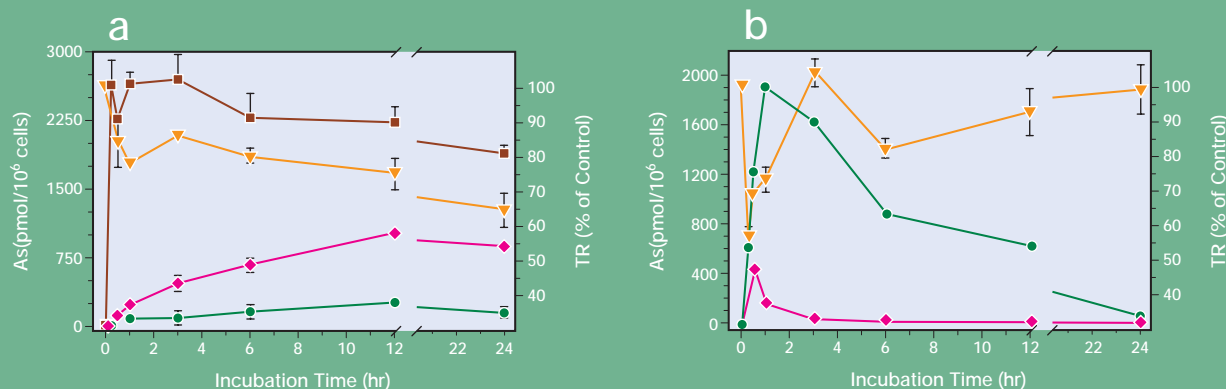 a
3000
2250
1500
750
0
As(pmol/10⁶ cells)
100
90
80
70
60
50
40
TR (% of Control)
0 2 4 6 8 10 12 22 24
Incubation Time (hr)
b
2000
1600
1200
800
400
0
As(pmol/10⁶ cells)
100
90
80
70
60
50
40
TR (% of Control)
0 2 4 6 8 10 12 22 24
Incubation Time (hr)